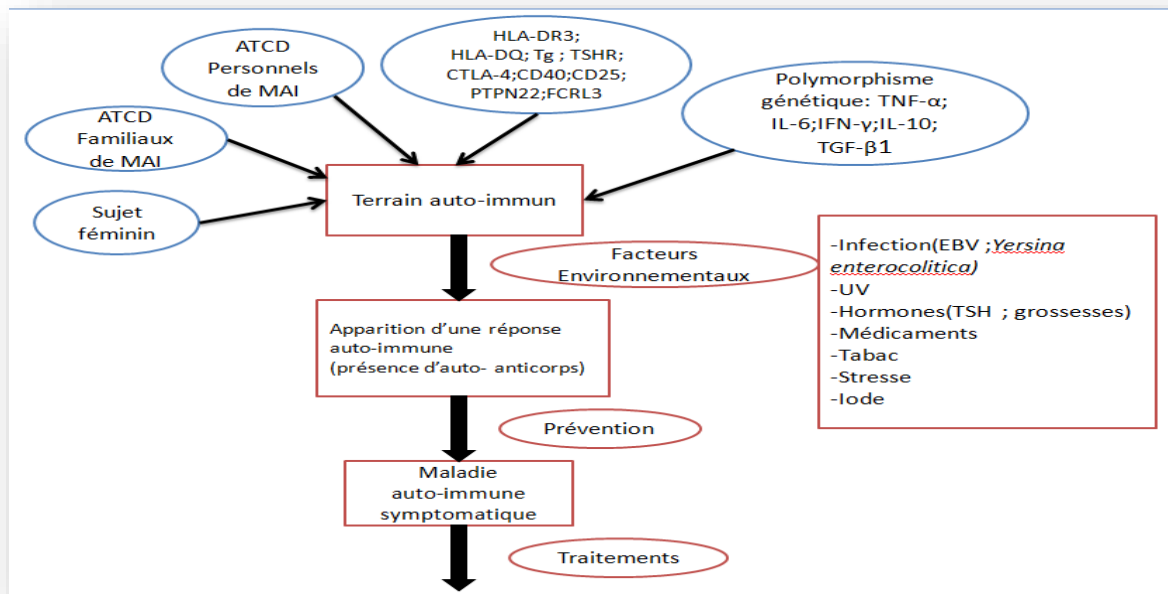 ATCD
Personnels
de MAI
HLA-DR3;
HLA-DQ; Tg ; TSHR;
CTLA-4;CD40;CD25;
PTPN22;FCRL3
Polymorphisme
génétique: TNF-α;
IL-6;IFN-γ;IL-10;
TGF-β1
ATCD
Familiaux
de MAI
Sujet
féminin
Terrain auto-immun
Facteurs
Environnementaux
-Infection(EBV ;Yersina
enterocolitica)
-UV
-Hormones(TSH ; grossesses)
-Médicaments
-Tabac
-Stresse
-Iode
Apparition d’une réponse
auto-immune
(présence d’auto- anticorps)
Prévention
Maladie
auto-immune
symptomatique
Traitements